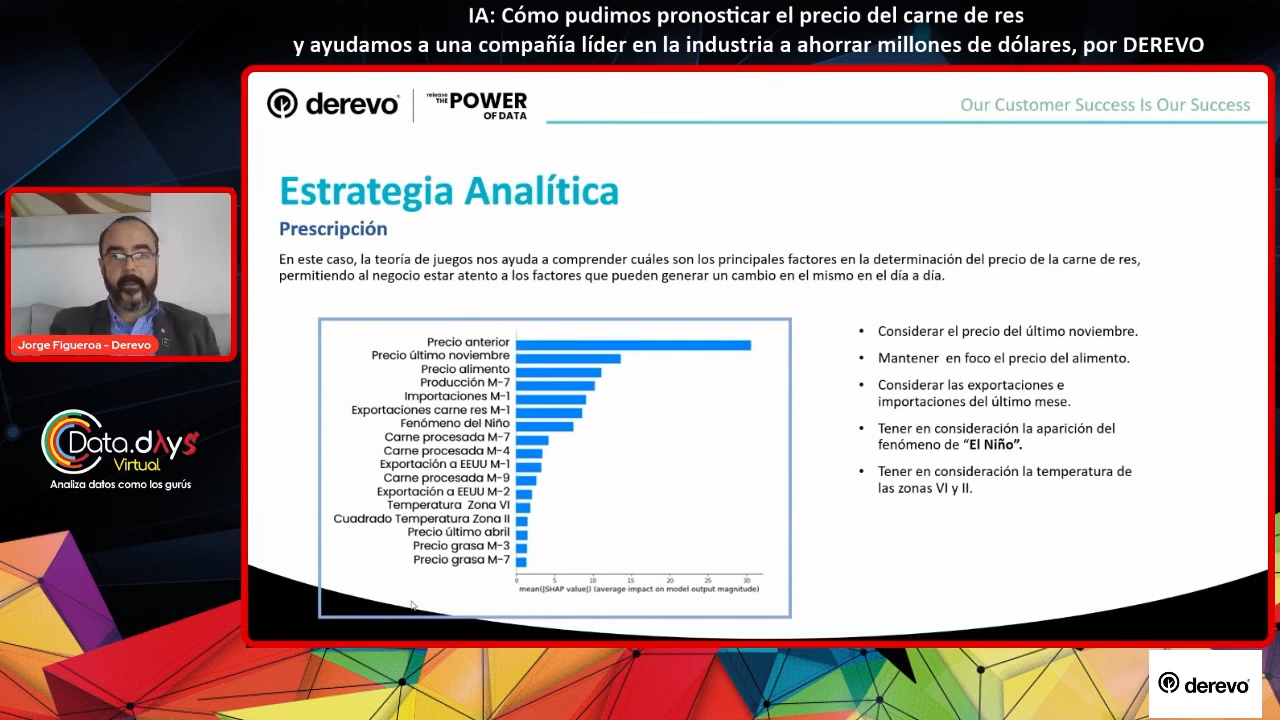 IA: Cómo pudimos pronosticar el precio del carne de res
y ayudamos a una compañía líder en la industria a ahorrar millones de dólares, por DEREVO
derevo
release
THE POWER
OF DATA
Our Customer Success Is Our Success
Estrategia Analítica
Prescripción
En este caso, la teoría de juegos nos ayuda a comprender cuáles son los principales factores en la determinación del precio de la carne de res,
permitiendo al negocio estar atento a los factores que pueden generar un cambio en el mismo en el día a día.
Precio anterior
Precio último noviembre
Precio alimento
Producción M-7
Importaciones M-1
Exportaciones carne res M-1
Fenómeno del Niño
Carne procesada M-7
Carne procesada M-4
Exportación a EEUU M-1
Carne procesada M-9
Exportación a EEUU M-2
Temperatura Zona VI
Cuadrado Temperatura Zona II
Precio último abril
Precio grasa M-3
Precio grasa M-7
0 5 10 15 20 25 30
mean(|SHAP value|) (average impact on model output magnitude)
• Considerar el precio del último noviembre.
• Mantener en foco el precio del alimento.
• Considerar las exportaciones e
importaciones del último mese.
• Tener en consideración la aparición del
fenómeno de “El Niño”.
• Tener en consideración la temperatura de
las zonas VI y II.
Jorge Figueroa - Derevo
Data.dAys
Virtual
Analiza datos como los gurús
derevo